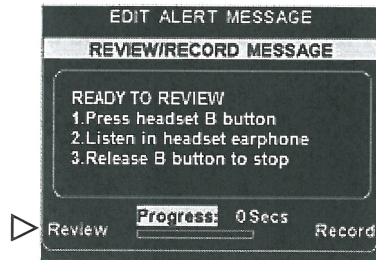 EDIT ALERT MESSAGE
REVIEW/RECORD MESSAGE
READY TO REVIEW
1.Press headset B button
2.Listen in headset earphone
3.Release B button to stop
Progress: 0Secs
Review Record